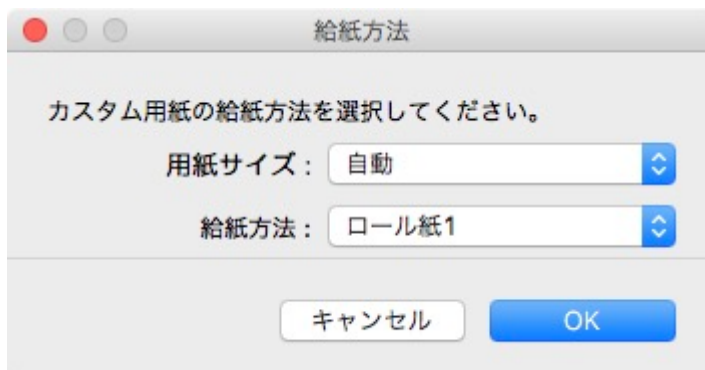 給紙方法
カスタム用紙の給紙方法を選択してください。
用紙サイズ： 自動
給紙方法： ロール紙1
キャンセル OK